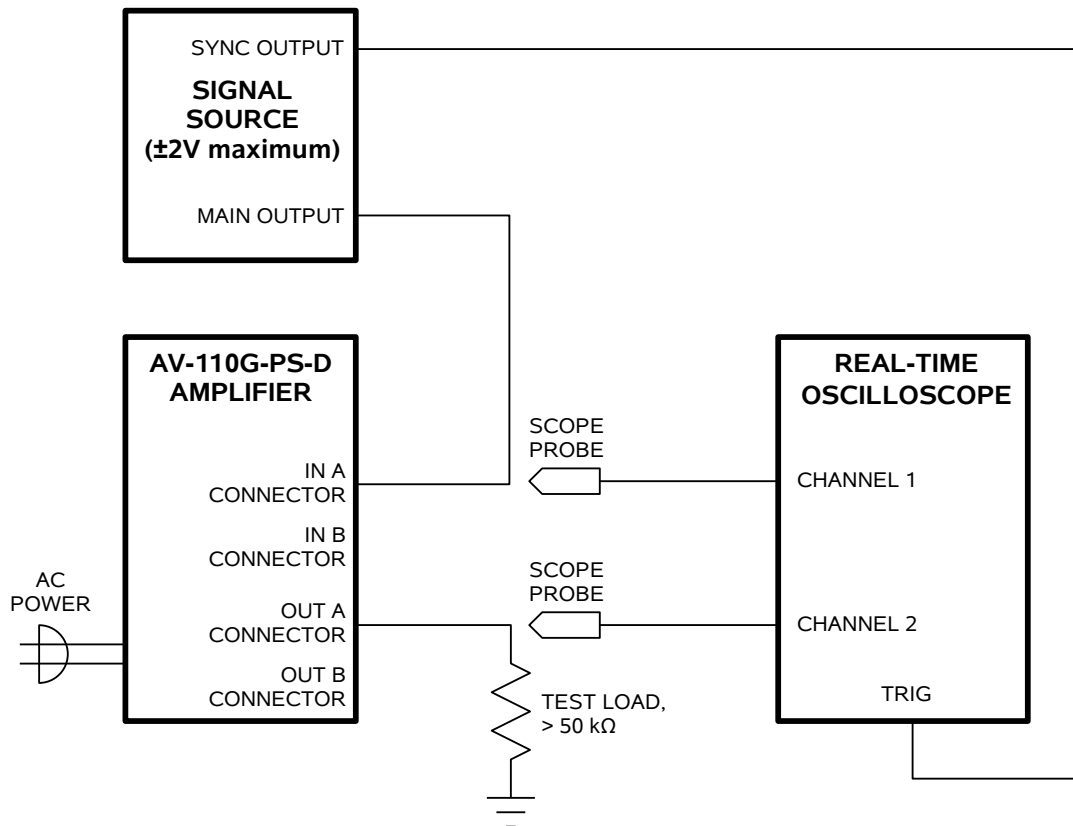 SYNC OUTPUT
SIGNAL
SOURCE
(±2V maximum)
MAIN OUTPUT
AV-110G-PS-D
AMPLIFIER
IN A
CONNECTOR
IN B
CONNECTOR
OUT A
CONNECTOR
OUT B
CONNECTOR
AC
POWER
SCOPE
PROBE
SCOPE
PROBE
TEST LOAD,
> 50 kΩ
REAL-TIME
OSCILLOSCOPE
CHANNEL 1
CHANNEL 2
TRIG